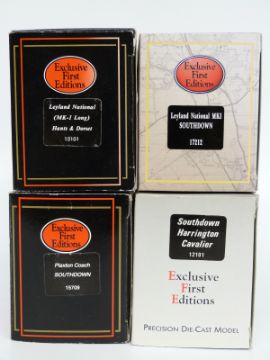 Exclusive
First
Editions
Leyland National
(MK-1 Long)
Hants & Dorset
15101
Exclusive
First
Editions
Leyland National MKI
SOUTHDOWN
17212
Exclusive
First
Editions
Plaxton Coach
SOUTHDOWN
15709
Southdown
Harrington
Cavalier
12101
Exclusive
First
Editions
PRECISION DIE-CAST MODEL